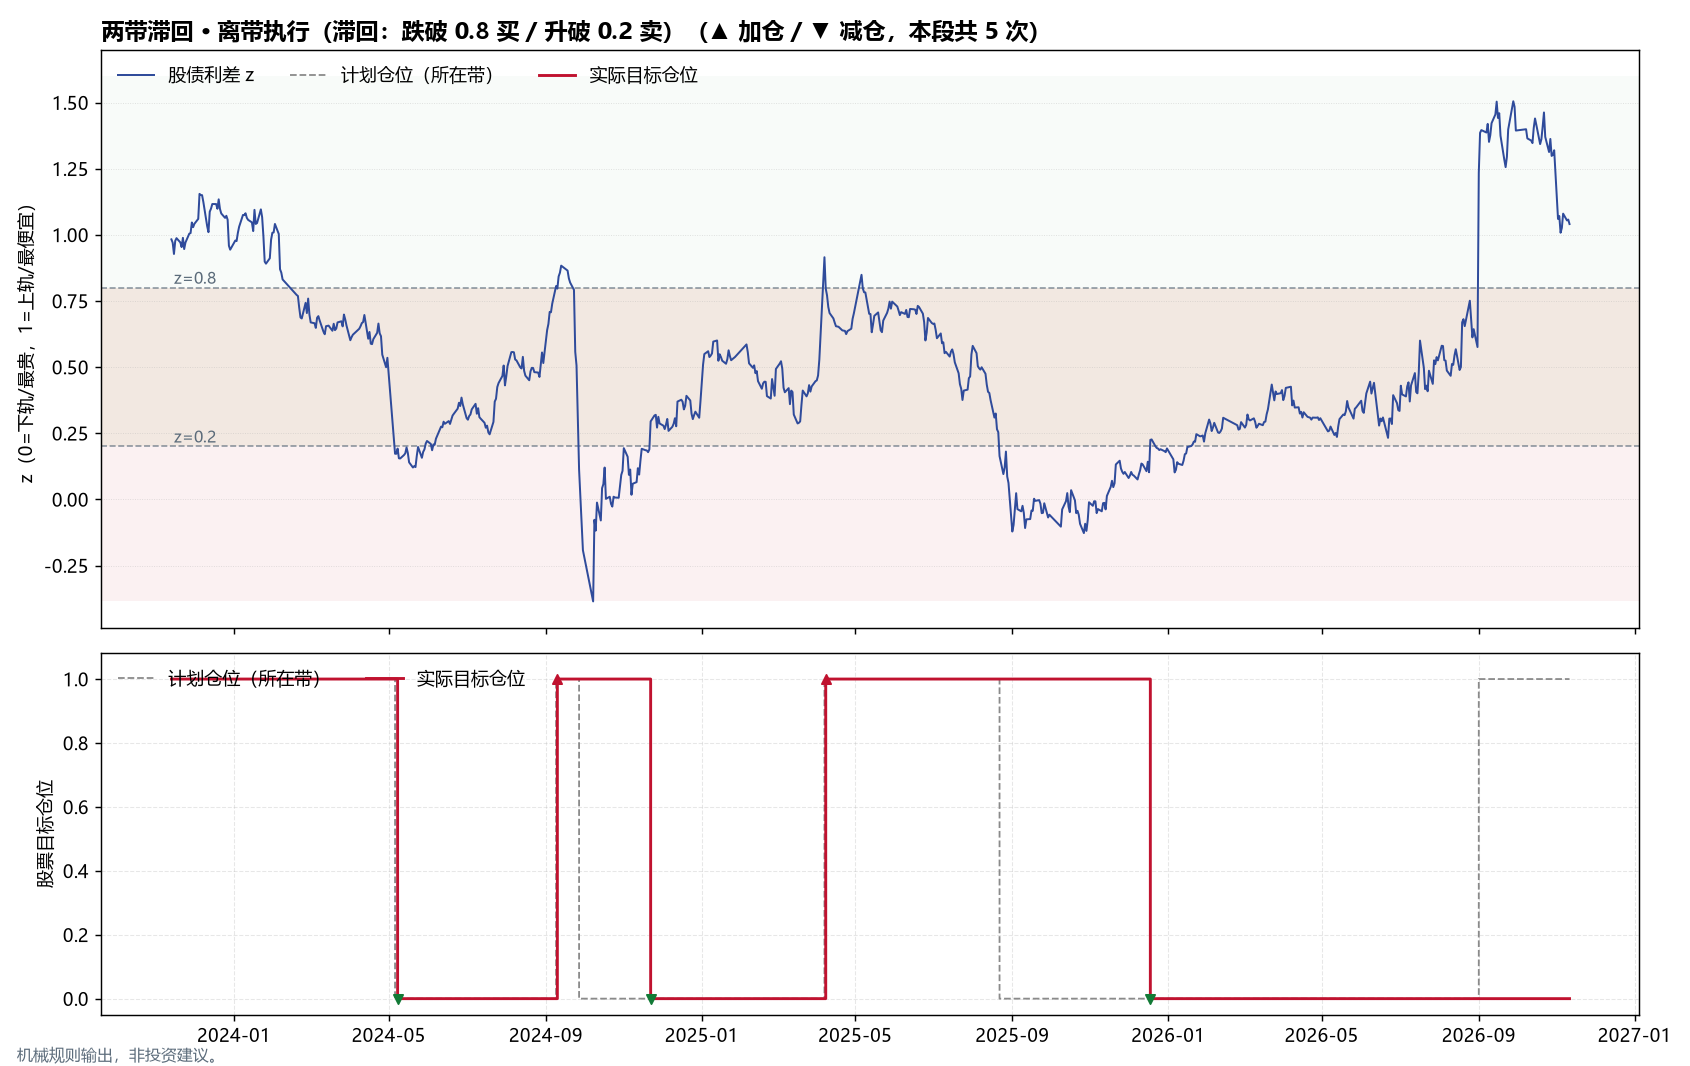 两带滞回 • 离带执行（滞回：跌破 0.8 买 / 升破 0.2 卖）（▲ 加仓 / ▼ 减仓，本段共 5 次）
股债利差 z
计划仓位（所在带）
实际目标仓位
z（0=下轨/最贵，1=上轨/最便宜）
1.50
1.25
1.00
0.75
0.50
0.25
0.00
-0.25
z=0.8
z=0.2
计划仓位（所在带）
实际目标仓位
股票目标仓位
1.0
0.8
0.6
0.4
0.2
0.0
2024-01
2024-05
2024-09
2025-01
2025-05
2025-09
2026-01
2026-05
2026-09
2027-01
机械规则输出，非投资建议。